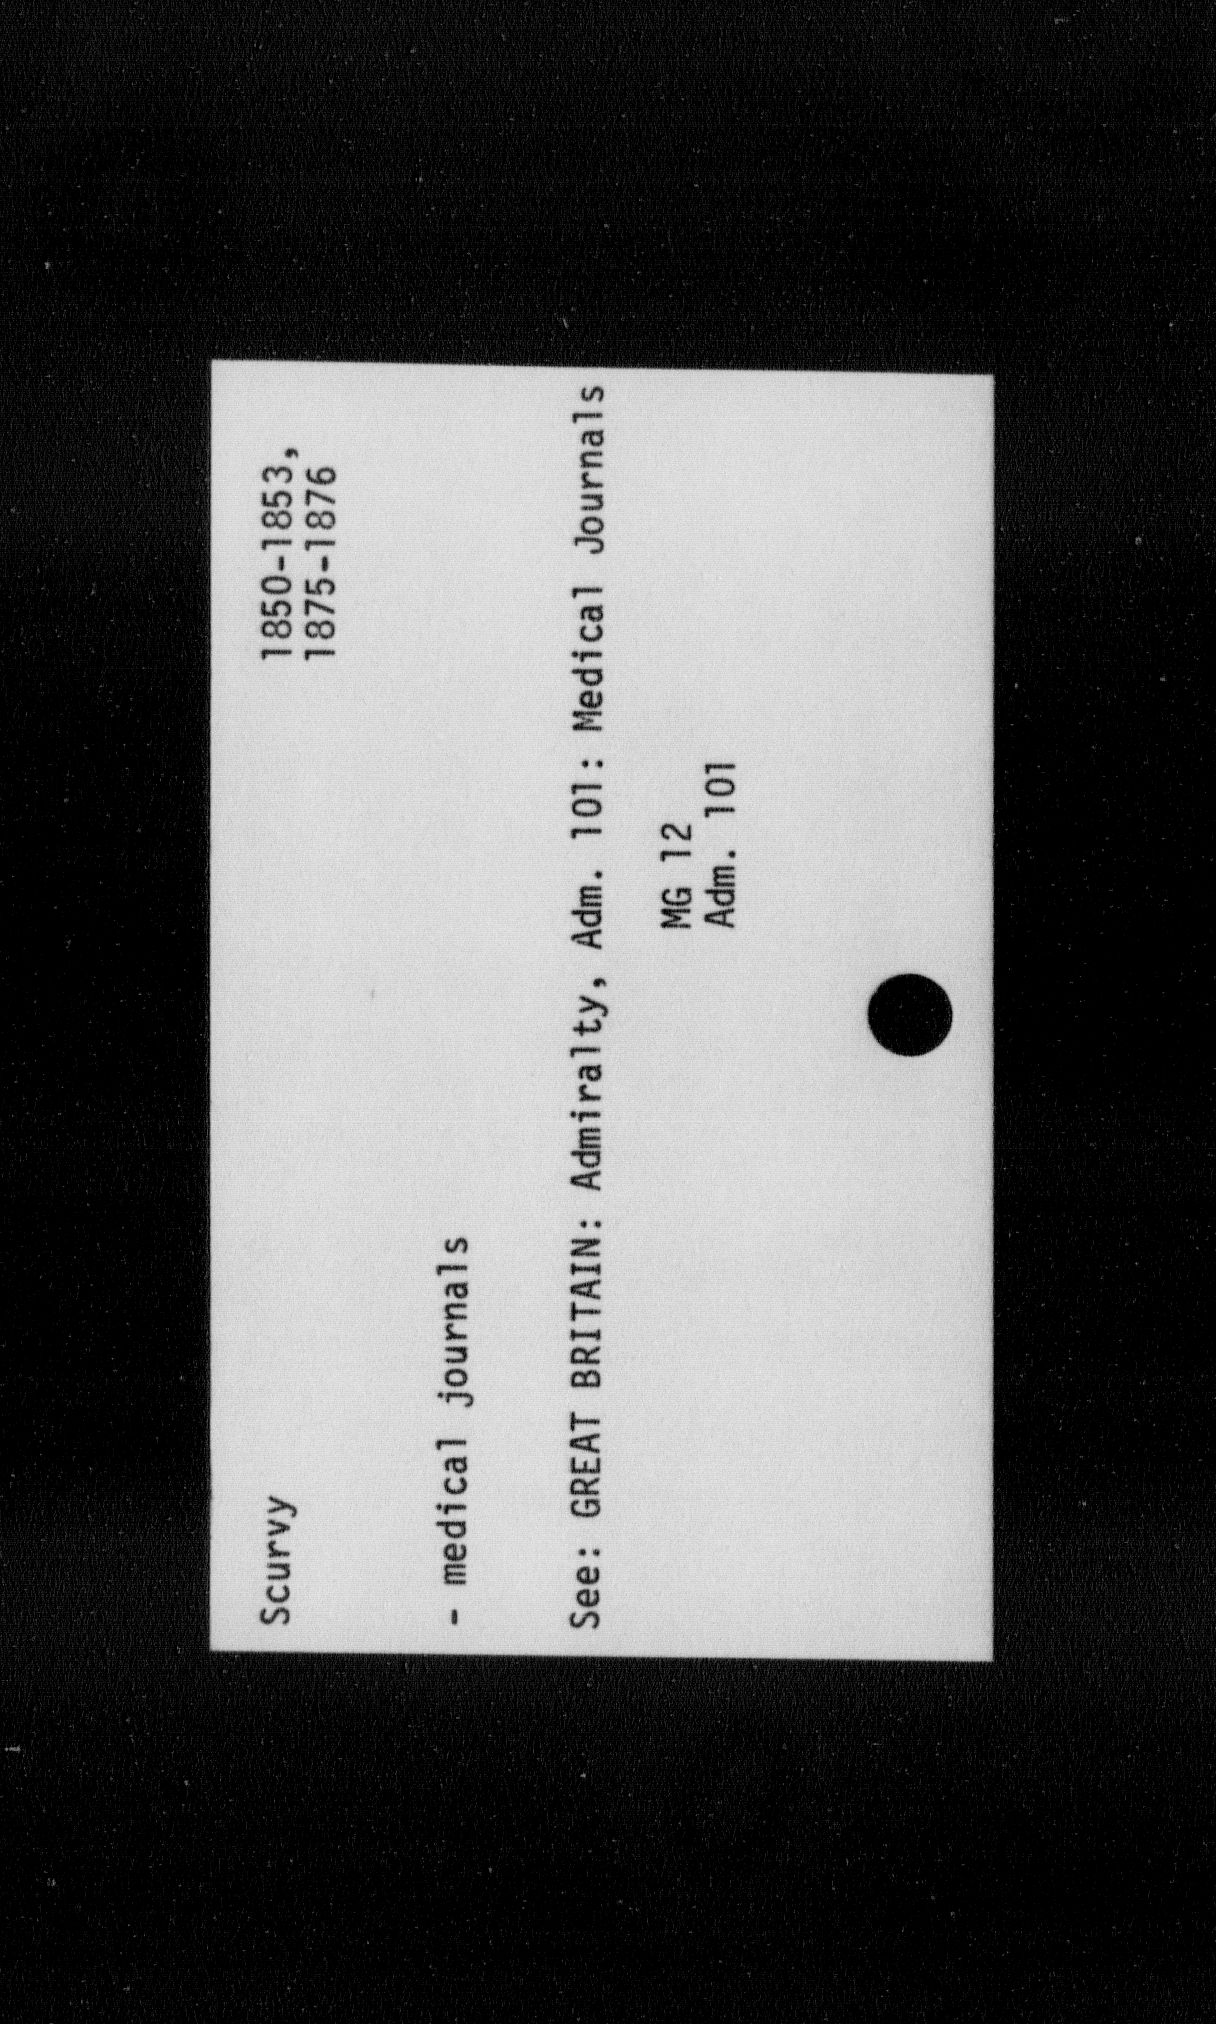 Scurvy 1850-1853,
1875-1876
- medical journals
See: GREAT BRITAIN: Admiralty, Adm. 101: Medical Journals
MG 12
Adm. 101